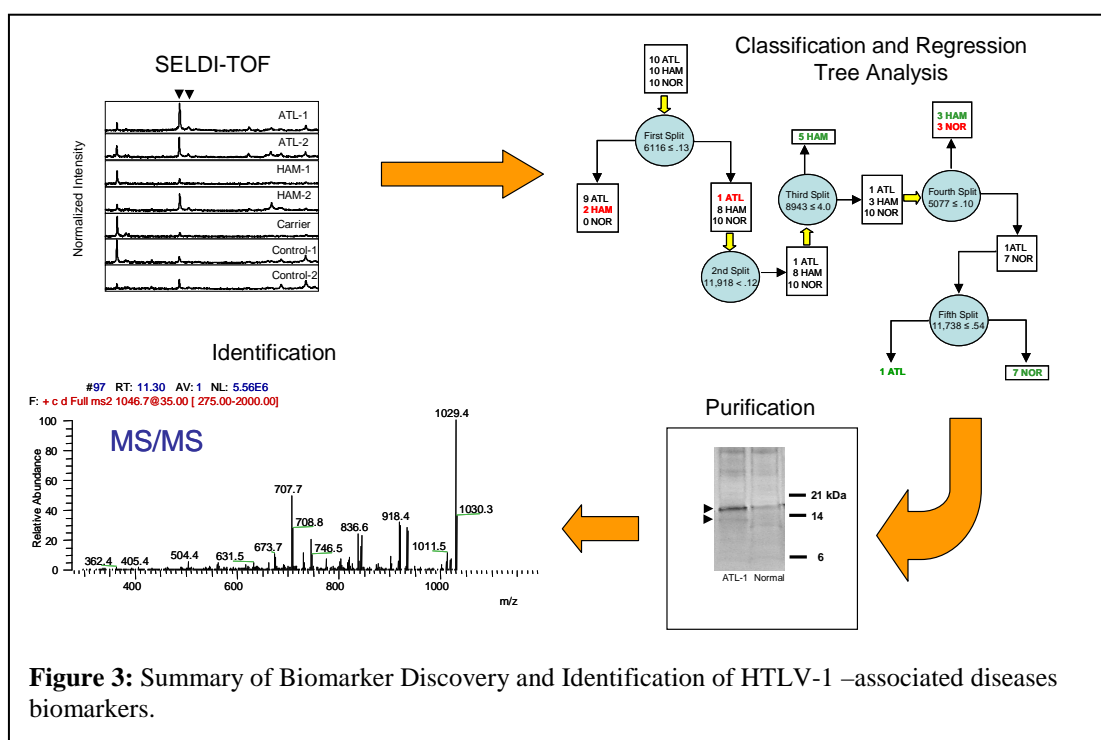 SELDI-TOF
Normalized Intensity
ATL-1
ATL-2
HAM-1
HAM-2
Carrier
Control-1
Control-2
Classification and Regression
Tree Analysis
10 ATL
10 HAM
10 NOR
First Split
6116 ≤ .13
9 ATL
2 HAM
0 NOR
1 ATL
8 HAM
10 NOR
2nd Split
11,918 < .12
1 ATL
8 HAM
10 NOR
Third Split
8943 ≤ 4.0
5 HAM
1 ATL
3 HAM
10 NOR
Fourth Split
5077 ≤ .10
3 HAM
3 NOR
1ATL
7 NOR
Fifth Split
11,738 ≤ .54
1 ATL
7 NOR
Identification
#97 RT: 11.30 AV: 1 NL: 5.56E6
F: + c d Full ms2 1046.7@35.00 [ 275.00-2000.00]
MS/MS
Relative Abundance
100
80
60
40
20
0
362.4
405.4
504.4
631.5
673.7
707.7
708.8
746.5
836.6
918.4
1011.5
1029.4
1030.3
400
600
800
1000
m/z
Purification
21 kDa
14
6
ATL-1 Normal
Figure 3: Summary of Biomarker Discovery and Identification of HTLV-1 –associated diseases
biomarkers.